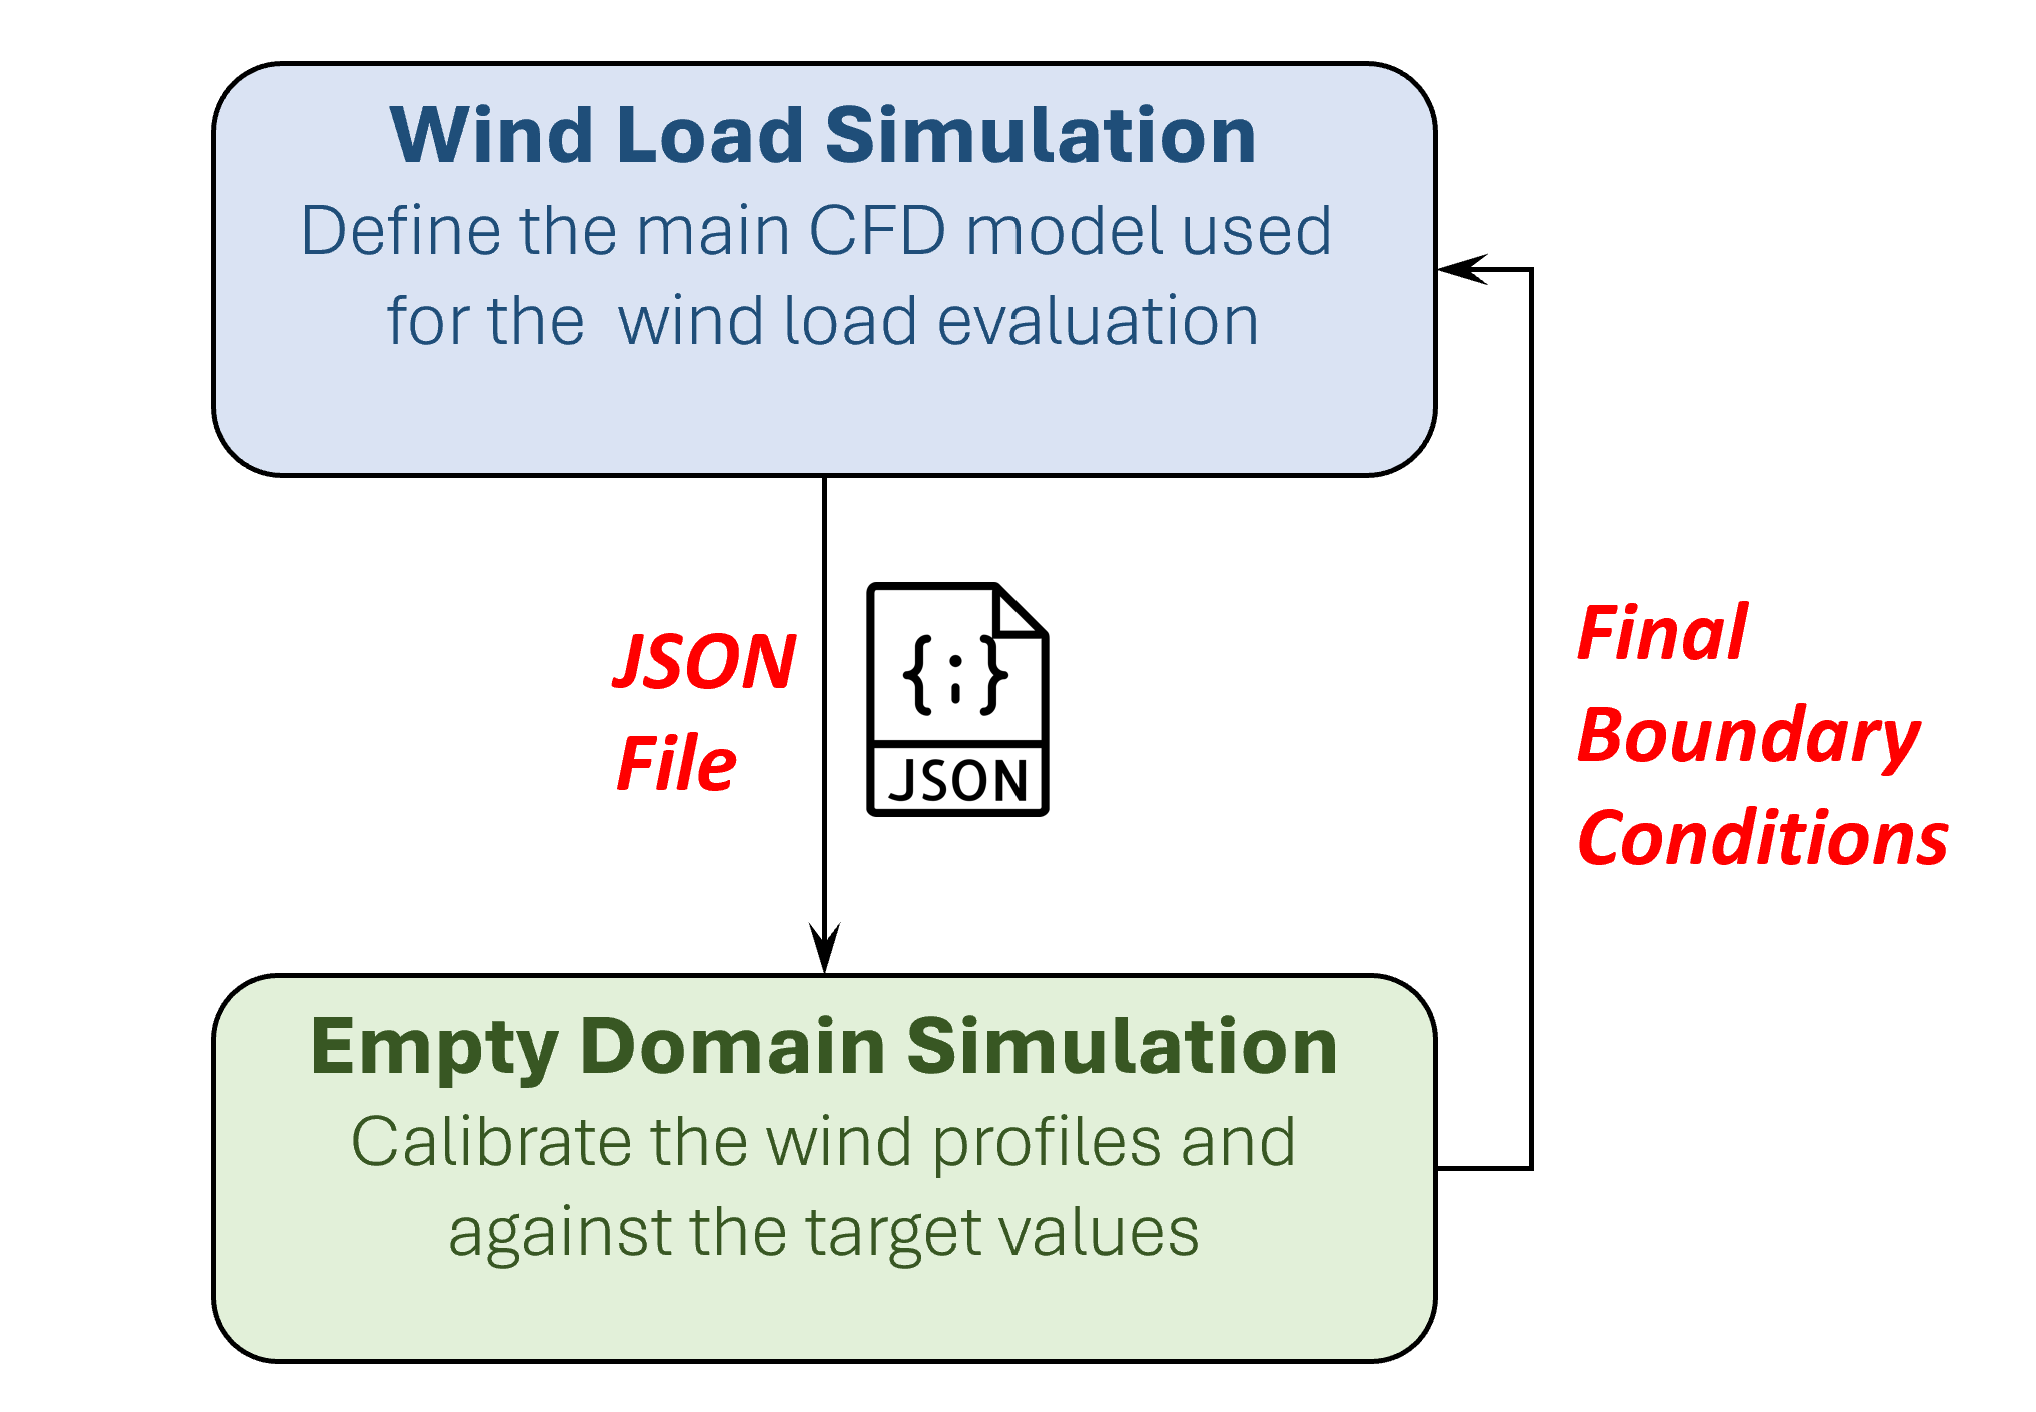 Wind Load Simulation
Define the main CFD model used
for the  wind load evaluation
JSON
File
{;}
JSON
Final
Boundary
Conditions
Empty Domain Simulation
Calibrate the wind profiles and
against the target values